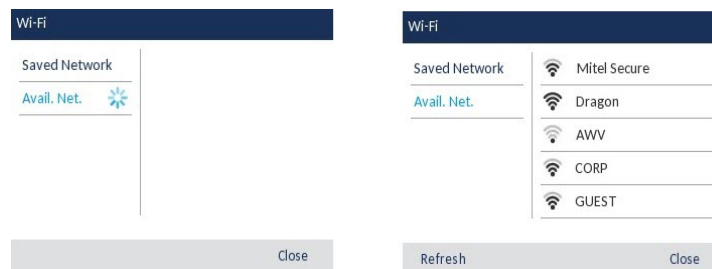 Wi-Fi
Saved Network
Avail. Net.
Close
Wi-Fi
Saved Network
Avail. Net.
Mitel Secure
Dragon
AWV
CORP
GUEST
Refresh
Close